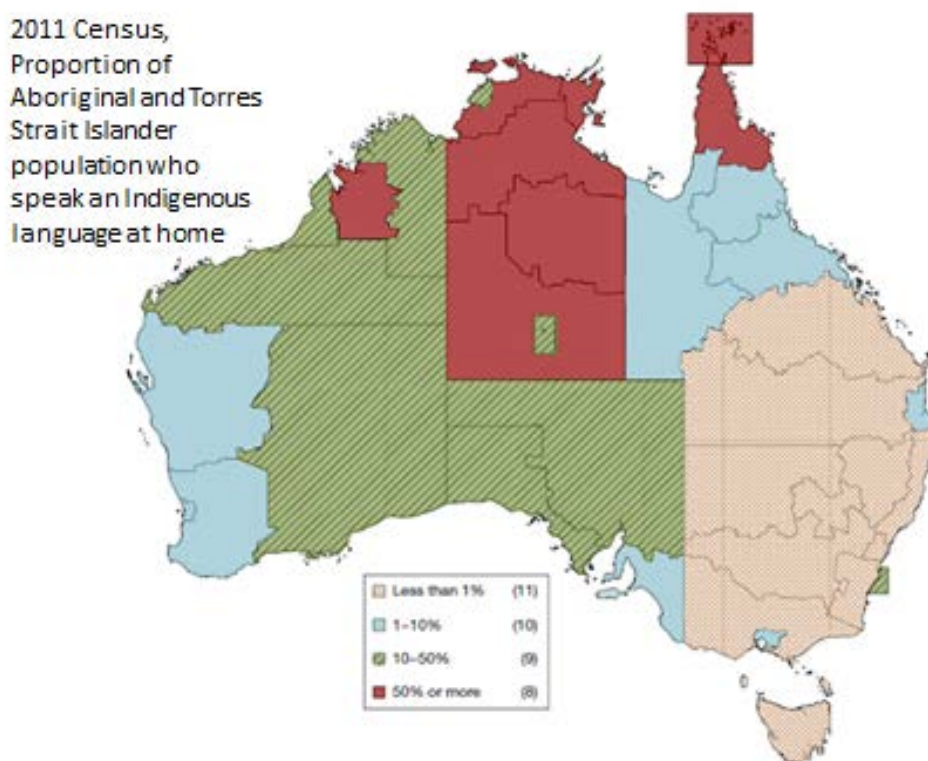 2011 Census,
Proportion of
Aboriginal and Torres
Strait Islander
population who
speak an Indigenous
language at home
Less than 1% (11)
1–10% (10)
10–50% (9)
50% or more (8)